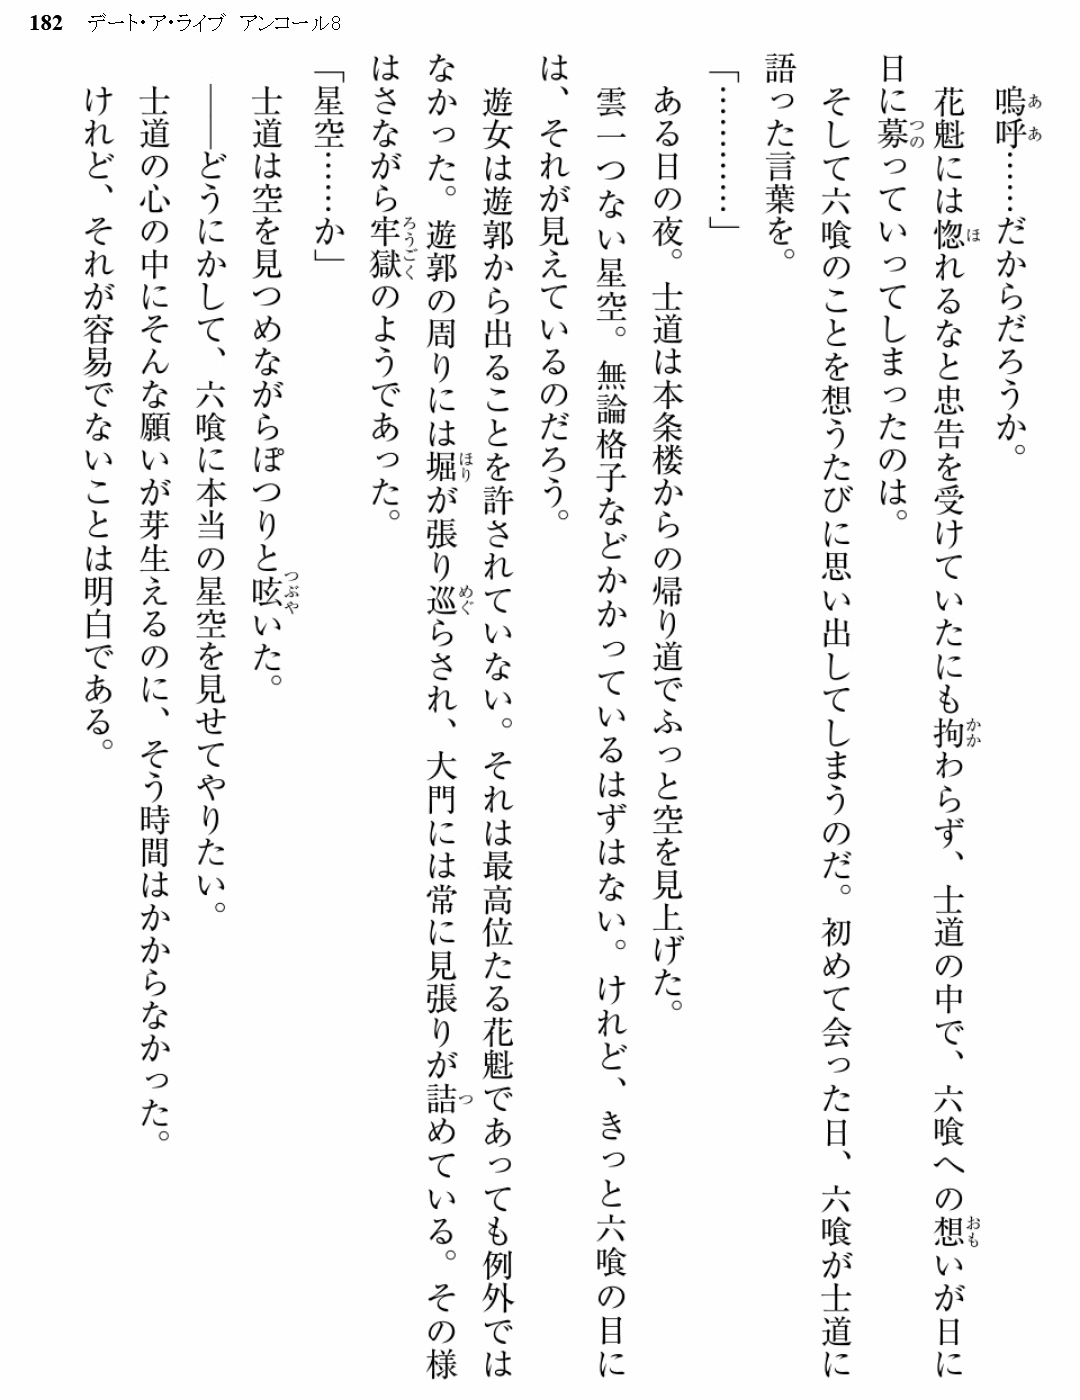 182 デート・ア・ライブ アンコール8
嗚呼……だからだろうか。
花魁には惚れるなと忠告を受けていたにも拘わらず、士道の中で、六喰への想いが日に
日に募っていってしまったのは。
そして六喰のことを想うたびに思い出してしまうのだ。初めて会った日、六喰が士道に
語った言葉を。
「…………」
ある日の夜。士道は本条楼からの帰り道でふっと空を見上げた。
雲一つない星空。無論格子などかかっているはずはない。けれど、きっと六喰の目に
は、それが見えているのだろう。
遊女は遊郭から出ることを許されていない。それは最高位たる花魁であっても例外では
なかった。遊郭の周りには堀が張り巡らされ、大門には常に見張りが詰めている。その様
はさながら牢獄のようであった。
「星空……か」
士道は空を見つめながらぽつりと呟いた。
――どうにかして、六喰に本当の星空を見せてやりたい。
士道の心の中にそんな願いが芽生えるのに、そう時間はかからなかった。
けれど、それが容易でないことは明白である。